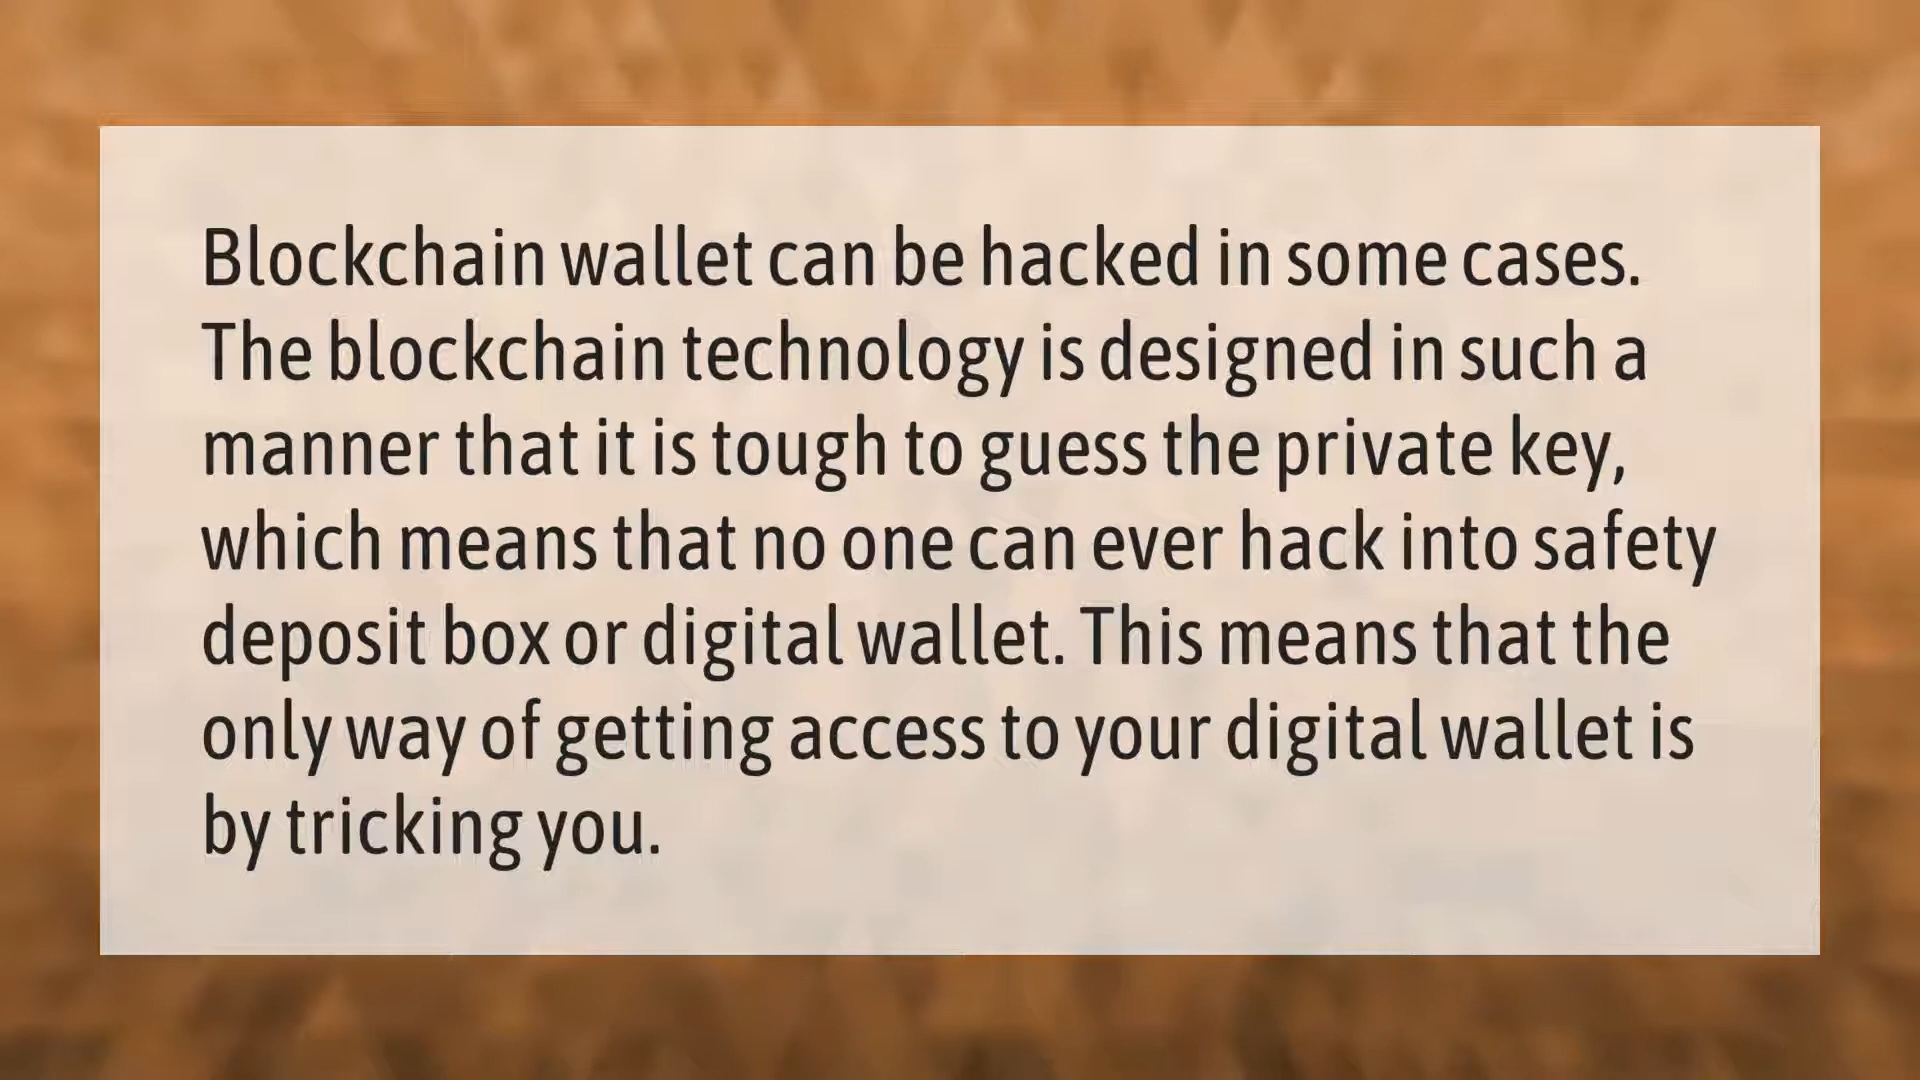 Blockchain wallet can be hacked in some cases.
The blockchain technology is designed in such a
manner that it is tough to guess the private key,
which means that no one can ever hack into safety
deposit box or digital wallet. This means that the
only way of getting access to your digital wallet is
by tricking you.